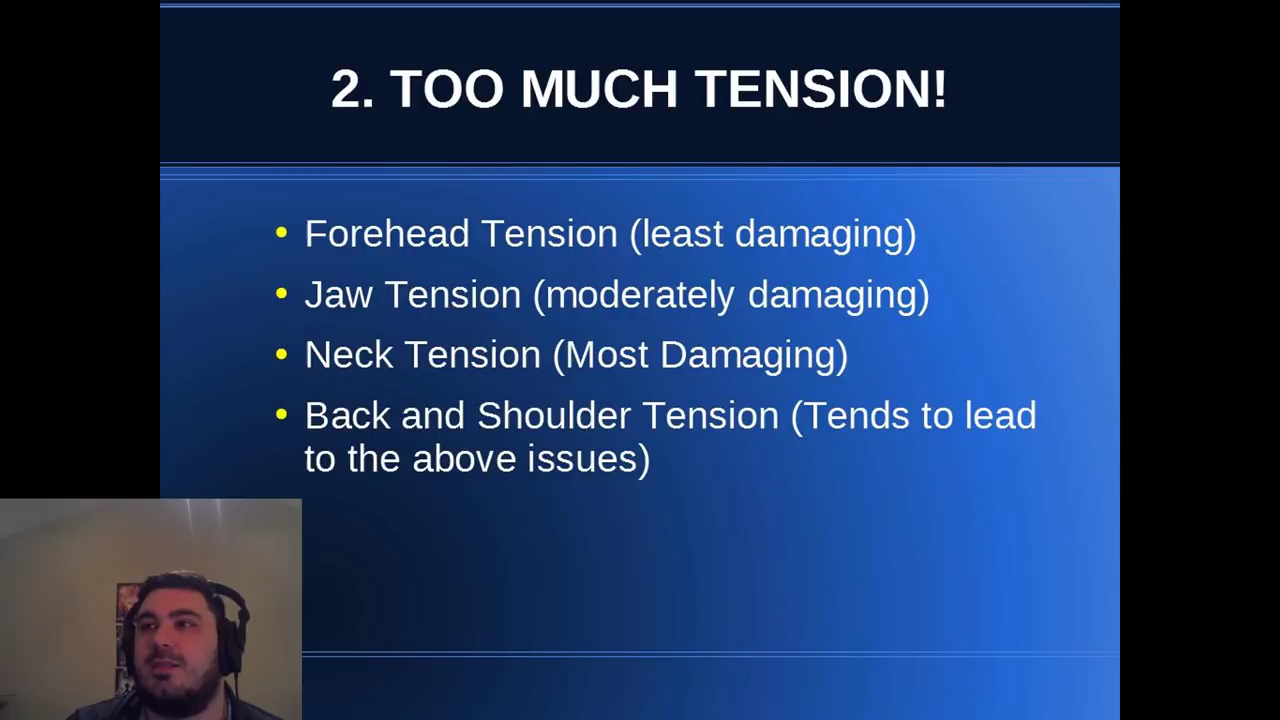 2. TOO MUCH TENSION!
• Forehead Tension (least damaging)
• Jaw Tension (moderately damaging)
• Neck Tension (Most Damaging)
• Back and Shoulder Tension (Tends to lead
to the above issues)